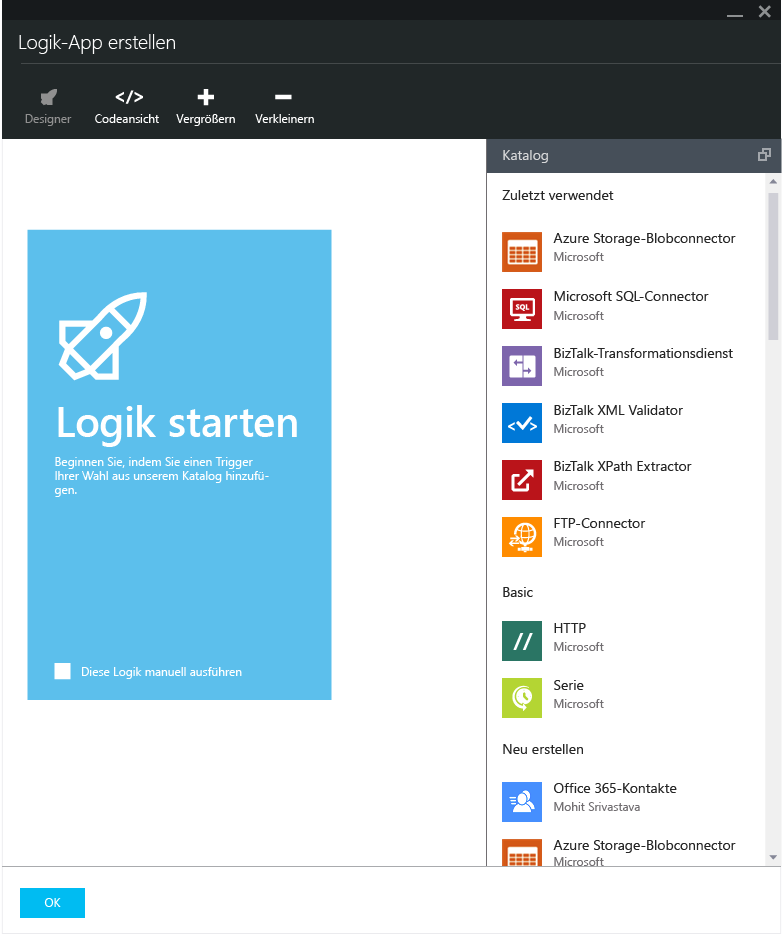 Logik-App erstellen
Designer
</>
Codeansicht
Vergrößern
Verkleinern
Logik starten
Beginnen Sie, indem Sie einen Trigger
Ihrer Wahl aus unserem Katalog hinzufü-
gen.
Diese Logik manuell ausführen
Katalog
Zuletzt verwendet
Azure Storage-Blobconnector
Microsoft
SQL
Microsoft SQL-Connector
Microsoft
BizTalk-Transformationsdienst
Microsoft
BizTalk XML Validator
Microsoft
BizTalk XPath Extractor
Microsoft
FTP-Connector
Microsoft
Basic
//
HTTP
Microsoft
Serie
Microsoft
Neu erstellen
Office 365-Kontakte
Mohit Srivastava
Azure Storage-Blobconnector
Microsoft
OK